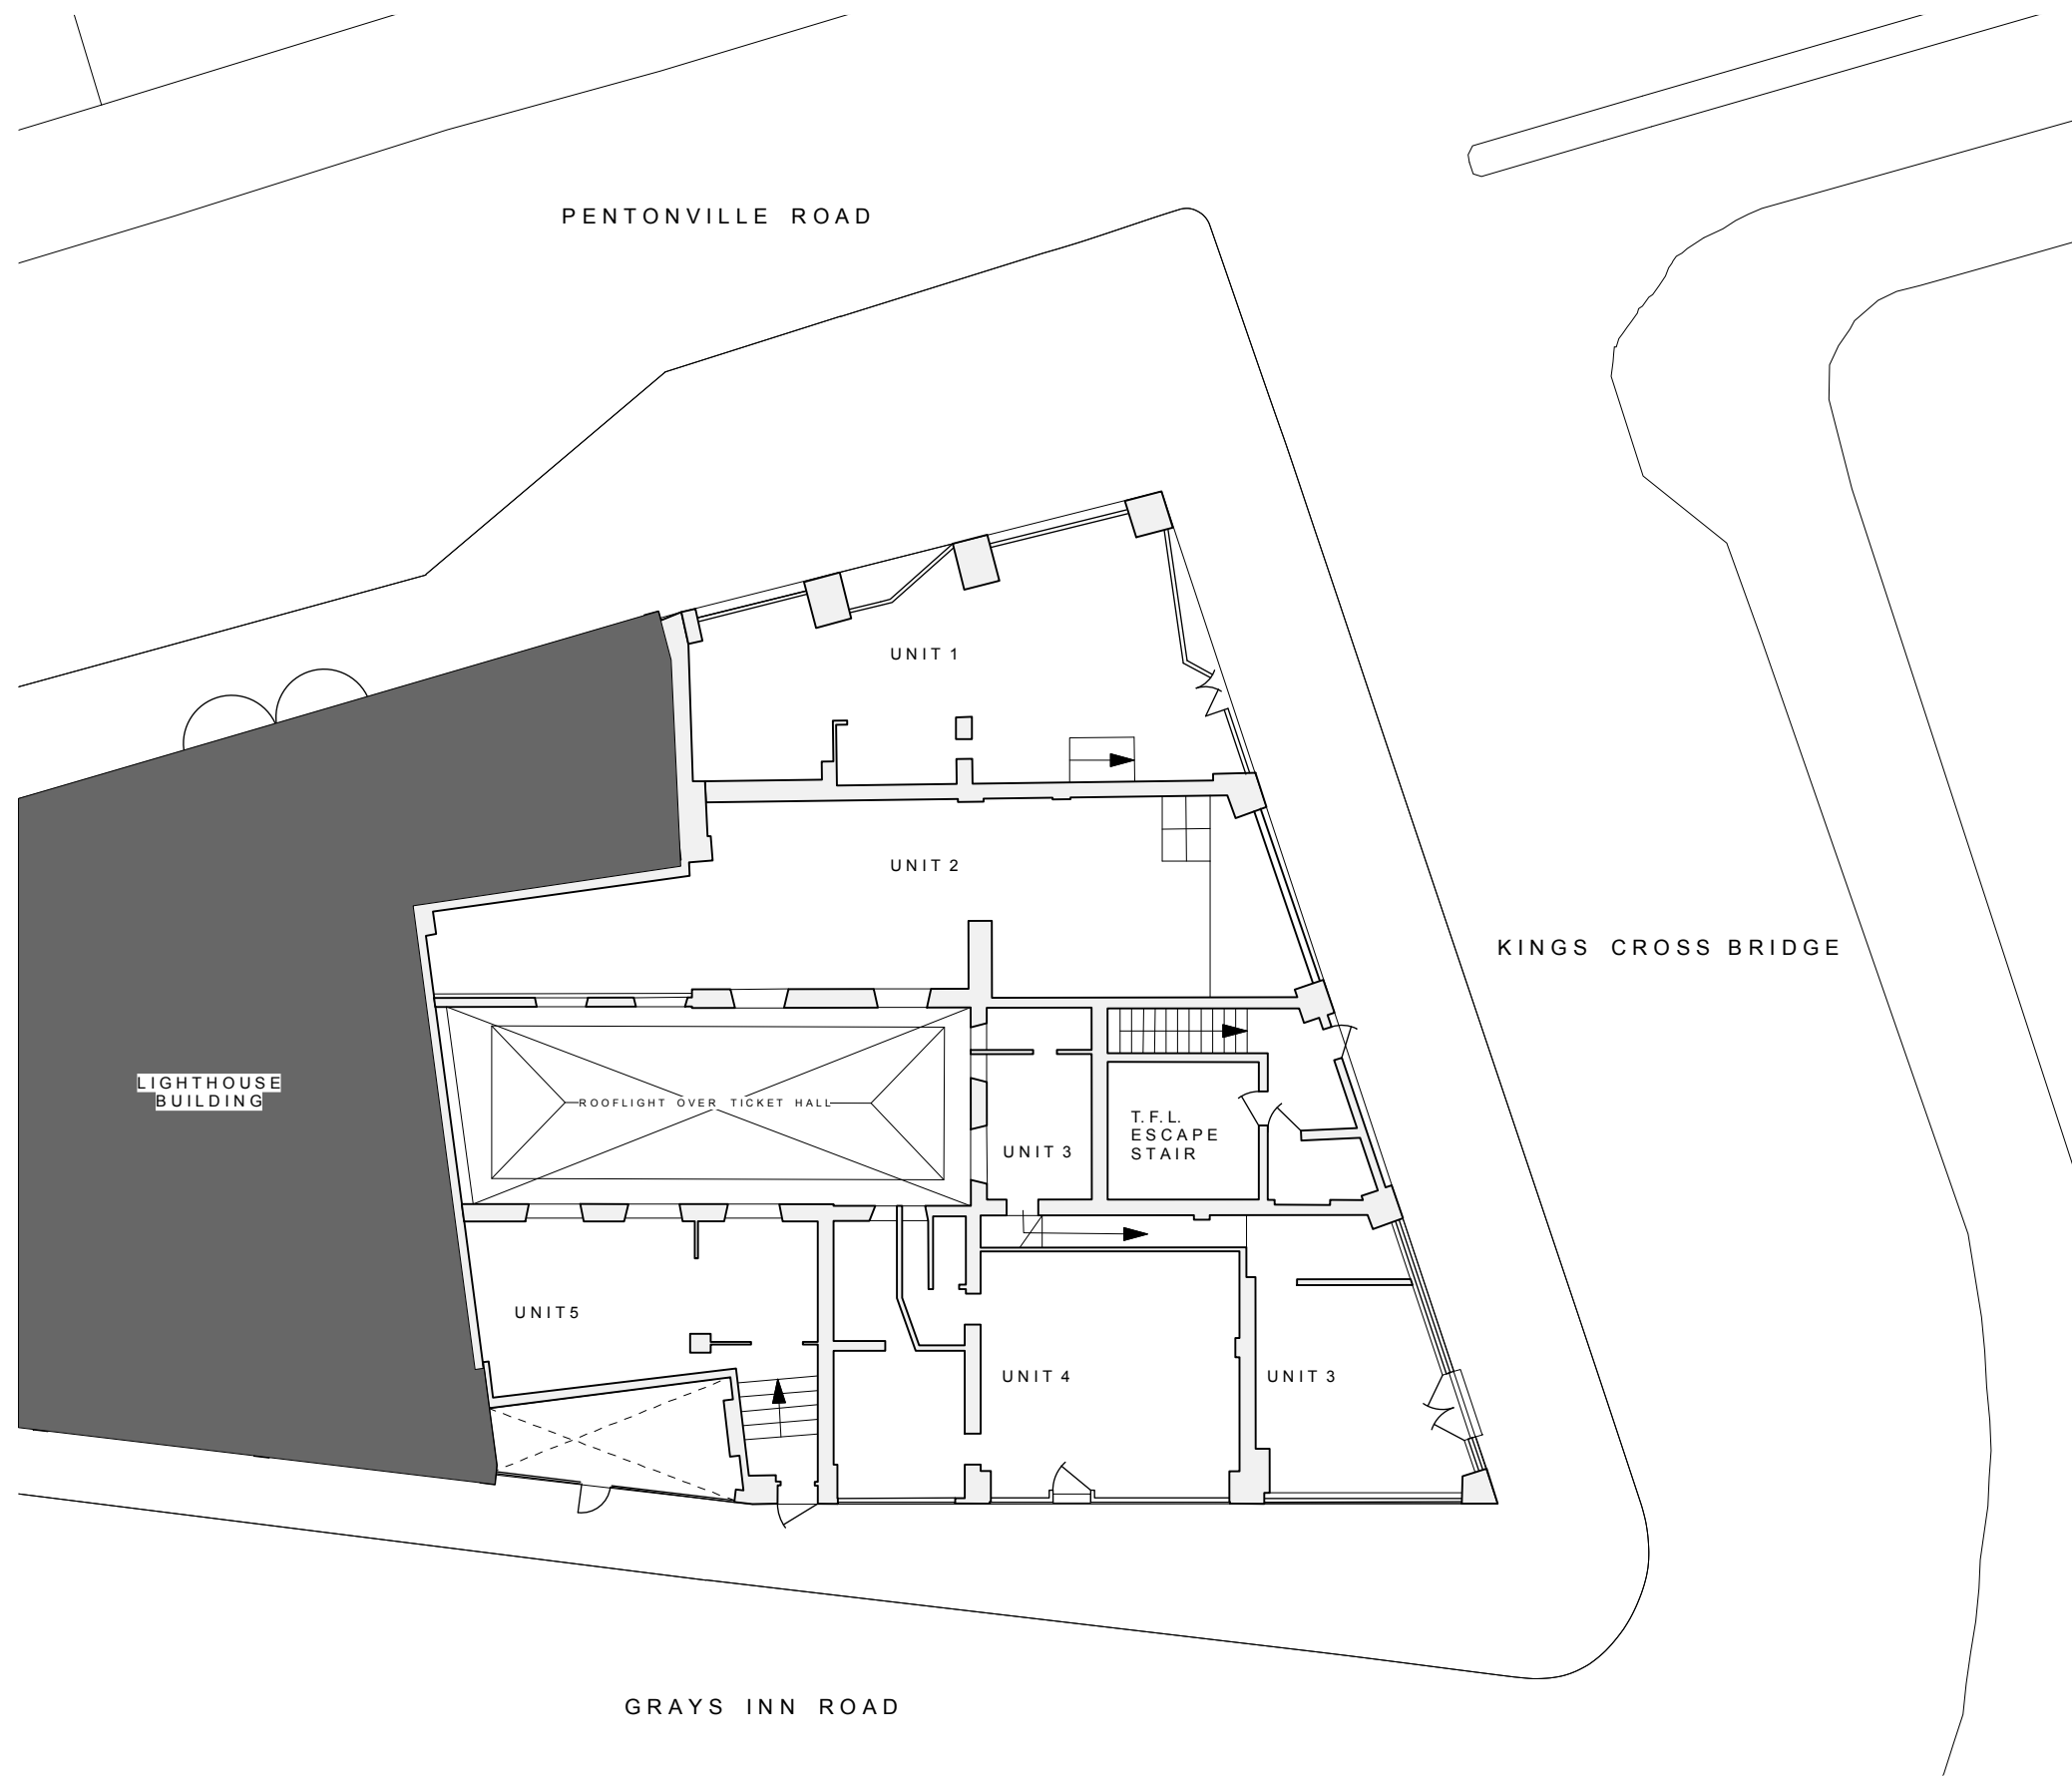 PENTONVILLE ROAD
UNIT 1
UNIT 2
KINGS CROSS BRIDGE
LIGHTHOUSE
BUILDING
ROOFLIGHT OVER TICKET HALL
T.F.L.
ESCAPE
STAIR
UNIT 3
UNIT5
UNIT 4
UNIT 3
GRAYS INN ROAD